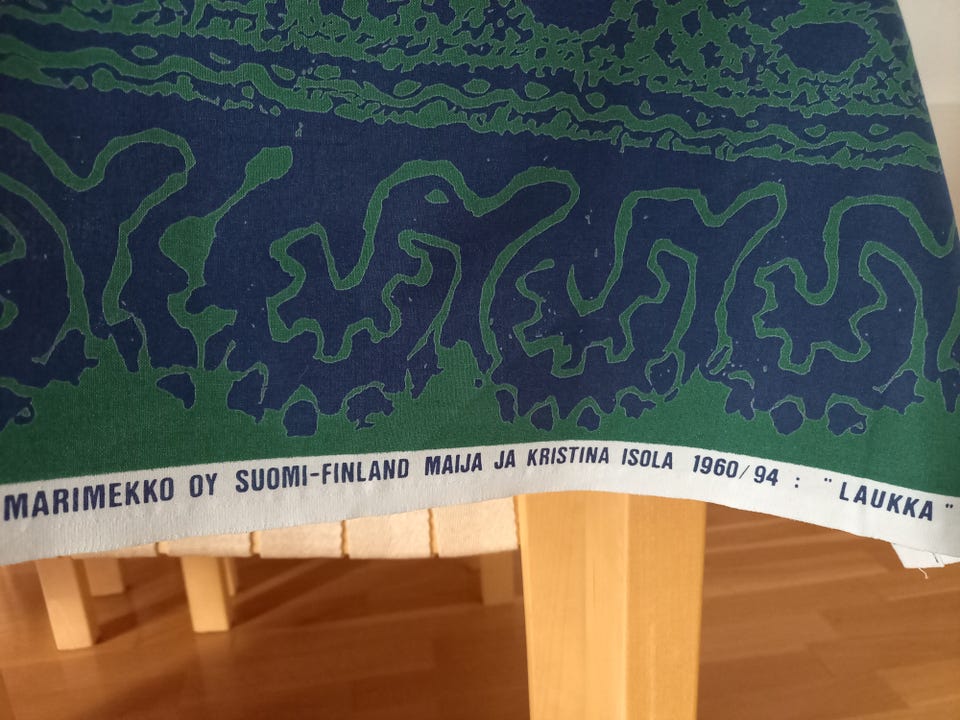 MARIMEKKO OY SUOMI-FINLAND MAIJA JA KRISTINA ISOLA 1960/94 : "LAUKKA"